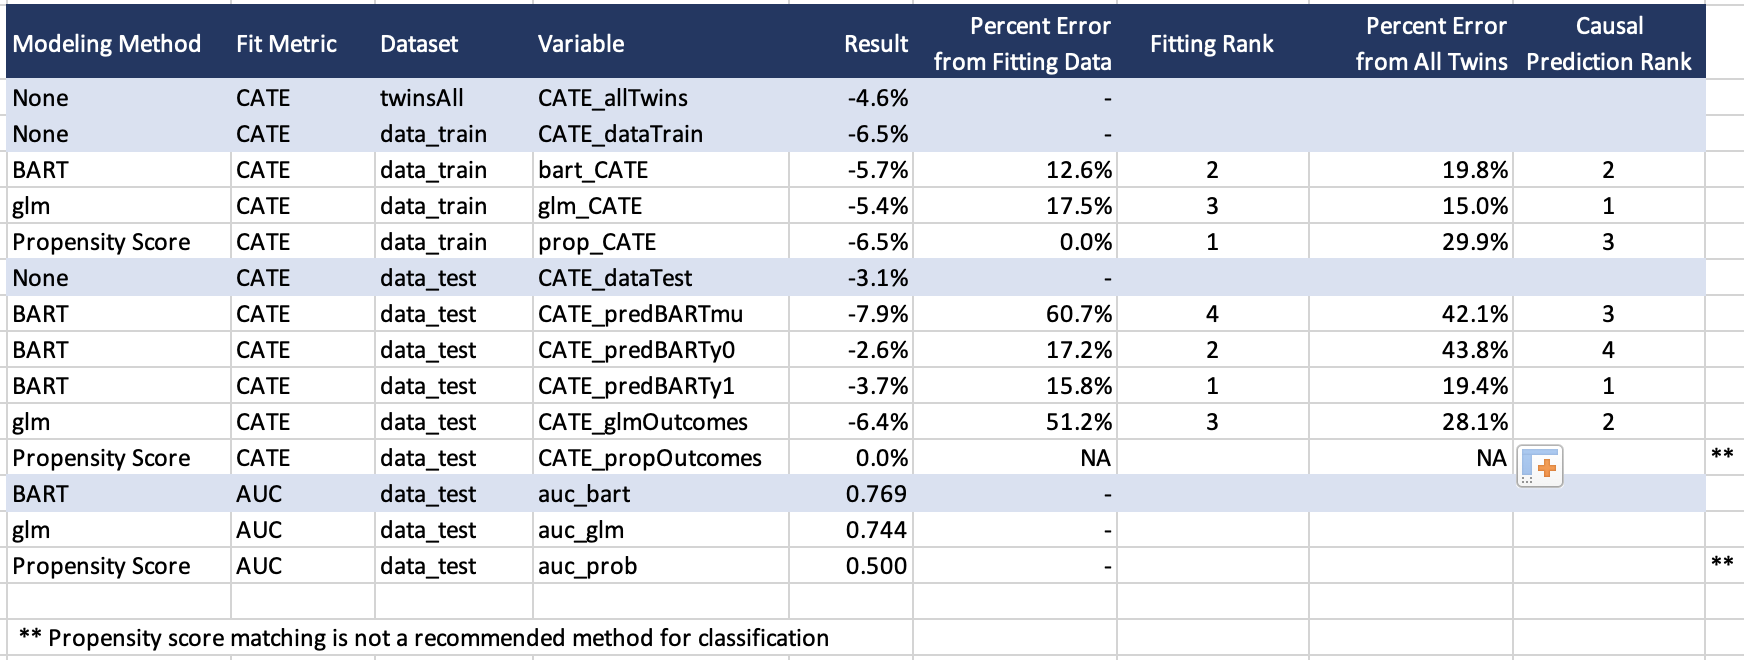 Modeling Method Fit Metric Dataset Variable Result Percent Error from Fitting Data Fitting Rank Percent Error from All Twins Causal Prediction Rank
None CATE twinsAll CATE_allTwins -4.6% -
None CATE data_train CATE_dataTrain -6.5% -
BART CATE data_train bart_CATE -5.7% 12.6% 2 19.8% 2
glm CATE data_train glm_CATE -5.4% 17.5% 3 15.0% 1
Propensity Score CATE data_train prop_CATE -6.5% 0.0% 1 29.9% 3
None CATE data_test CATE_dataTest -3.1% -
BART CATE data_test CATE_predBARTmu -7.9% 60.7% 4 42.1% 3
BART CATE data_test CATE_predBARTy0 -2.6% 17.2% 2 43.8% 4
BART CATE data_test CATE_predBARTy1 -3.7% 15.8% 1 19.4% 1
glm CATE data_test CATE_glmOutcomes -6.4% 51.2% 3 28.1% 2
Propensity Score CATE data_test CATE_propOutcomes 0.0% NA NA **
BART AUC data_test auc_bart 0.769 -
glm AUC data_test auc_glm 0.744 -
Propensity Score AUC data_test auc_prob 0.500 - **
** Propensity score matching is not a recommended method for classification